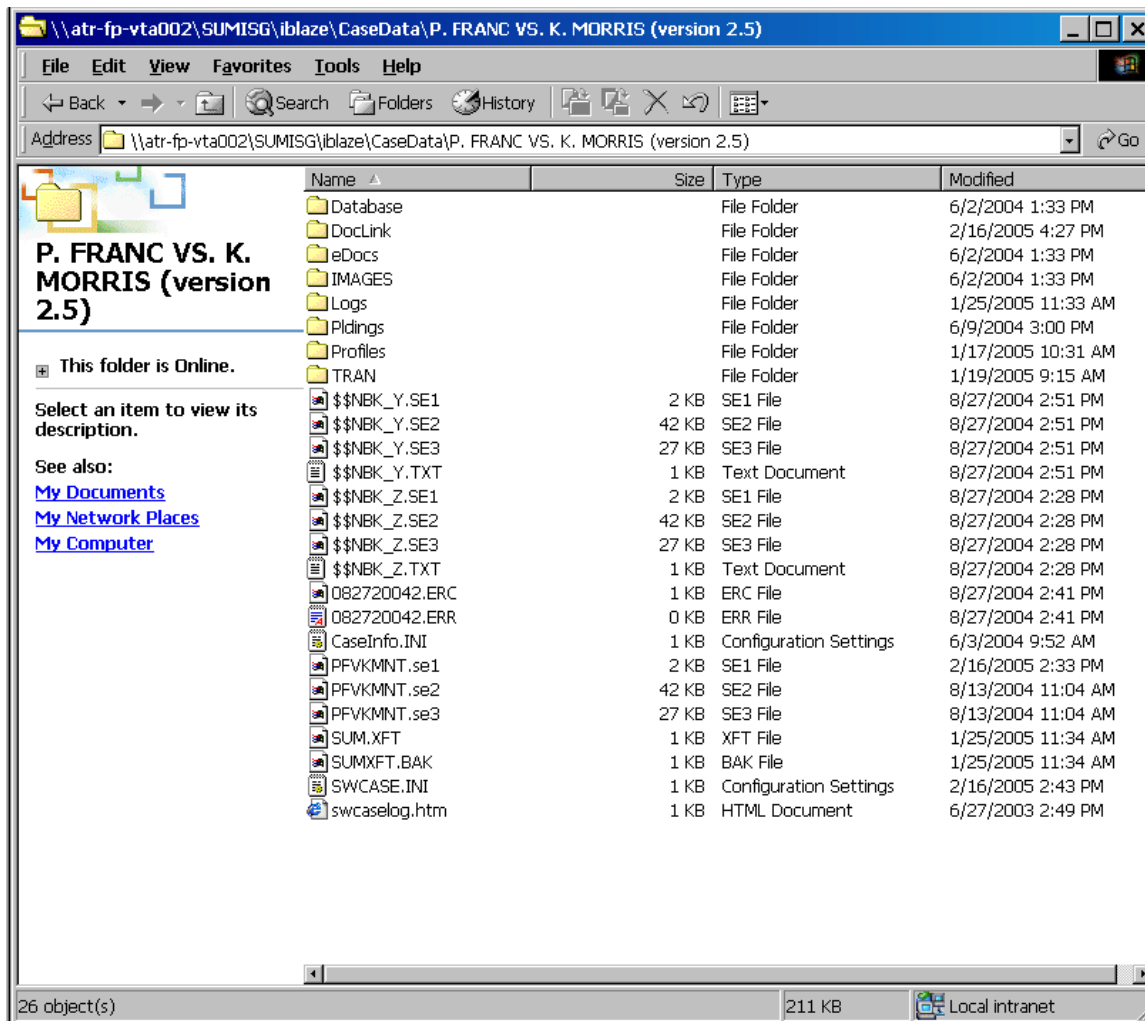 \\atr-fp-vta002\SUMISG\iblaze\CaseData\P. FRANC VS. K. MORRIS (version 2.5)
File Edit View Favorites Tools Help
Back Search Folders History
Address \\atr-fp-vta002\SUMISG\iblaze\CaseData\P. FRANC VS. K. MORRIS (version 2.5) Go
P. FRANC VS. K.
MORRIS (version
2.5)
This folder is Online.
Select an item to view its
description.
See also:
My Documents
My Network Places
My Computer
Name Size Type Modified
Database File Folder 6/2/2004 1:33 PM
DocLink File Folder 2/16/2005 4:27 PM
eDocs File Folder 6/2/2004 1:33 PM
IMAGES File Folder 6/2/2004 1:33 PM
Logs File Folder 1/25/2005 11:33 AM
Pldings File Folder 6/9/2004 3:00 PM
Profiles File Folder 1/17/2005 10:31 AM
TRAN File Folder 1/19/2005 9:15 AM
$$NBK_Y.SE1 2 KB SE1 File 8/27/2004 2:51 PM
$$NBK_Y.SE2 42 KB SE2 File 8/27/2004 2:51 PM
$$NBK_Y.SE3 27 KB SE3 File 8/27/2004 2:51 PM
$$NBK_Y.TXT 1 KB Text Document 8/27/2004 2:51 PM
$$NBK_Z.SE1 2 KB SE1 File 8/27/2004 2:28 PM
$$NBK_Z.SE2 42 KB SE2 File 8/27/2004 2:28 PM
$$NBK_Z.SE3 27 KB SE3 File 8/27/2004 2:28 PM
$$NBK_Z.TXT 1 KB Text Document 8/27/2004 2:28 PM
082720042.ERC 1 KB ERC File 8/27/2004 2:41 PM
082720042.ERR 0 KB ERR File 8/27/2004 2:41 PM
CaseInfo.INI 1 KB Configuration Settings 6/3/2004 9:52 AM
PFVKMNT.se1 2 KB SE1 File 2/16/2005 2:33 PM
PFVKMNT.se2 42 KB SE2 File 8/13/2004 11:04 AM
PFVKMNT.se3 27 KB SE3 File 8/13/2004 11:04 AM
SUM.XFT 1 KB XFT File 1/25/2005 11:34 AM
SUMXFT.BAK 1 KB BAK File 1/25/2005 11:34 AM
SWCASE.INI 1 KB Configuration Settings 2/16/2005 2:43 PM
swcaselog.htm 1 KB HTML Document 6/27/2003 2:49 PM
26 object(s) 211 KB Local intranet